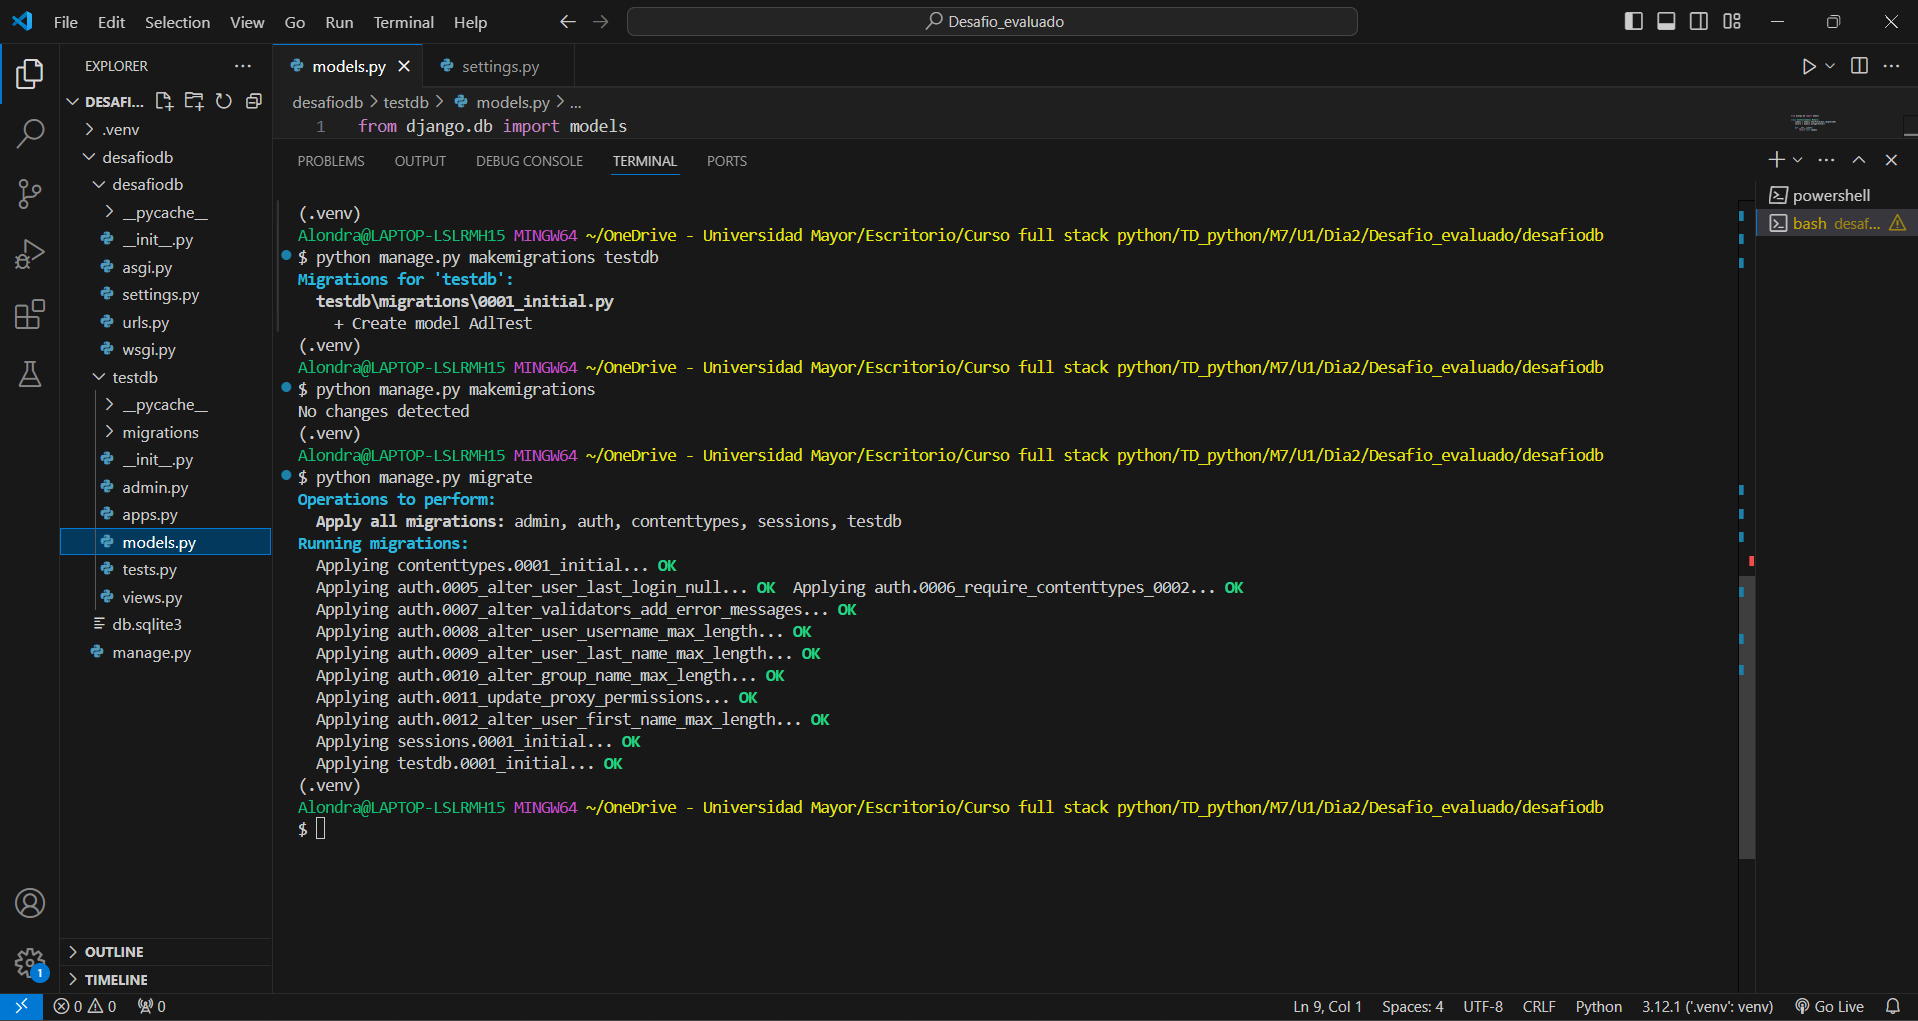 File Edit Selection View Go Run Terminal Help
Desafio_evaluado
EXPLORER
DESAFI...
.venv
desafiodb
desafiodb
__pycache__
__init__.py
asgi.py
settings.py
urls.py
wsgi.py
testdb
__pycache__
migrations
__init__.py
admin.py
apps.py
models.py
tests.py
views.py
db.sqlite3
manage.py
OUTLINE
TIMELINE
models.py
settings.py
desafiodb > testdb > models.py > ...
1 from django.db import models
PROBLEMS OUTPUT DEBUG CONSOLE TERMINAL PORTS
powershell
bash desaf...
(.venv)
Alondra@LAPTOP-LSLRMH15 MINGW64 ~/OneDrive - Universidad Mayor/Escritorio/Curso full stack python/TD_python/M7/U1/Dia2/Desafio_evaluado/desafiodb
$ python manage.py makemigrations testdb
Migrations for 'testdb':
testdb\migrations\0001_initial.py
+ Create model AdlTest
(.venv)
Alondra@LAPTOP-LSLRMH15 MINGW64 ~/OneDrive - Universidad Mayor/Escritorio/Curso full stack python/TD_python/M7/U1/Dia2/Desafio_evaluado/desafiodb
$ python manage.py makemigrations
No changes detected
(.venv)
Alondra@LAPTOP-LSLRMH15 MINGW64 ~/OneDrive - Universidad Mayor/Escritorio/Curso full stack python/TD_python/M7/U1/Dia2/Desafio_evaluado/desafiodb
$ python manage.py migrate
Operations to perform:
Apply all migrations: admin, auth, contenttypes, sessions, testdb
Running migrations:
Applying contenttypes.0001_initial... OK
Applying auth.0005_alter_user_last_login_null... OK  Applying auth.0006_require_contenttypes_0002... OK
Applying auth.0007_alter_validators_add_error_messages... OK
Applying auth.0008_alter_user_username_max_length... OK
Applying auth.0009_alter_user_last_name_max_length... OK
Applying auth.0010_alter_group_name_max_length... OK
Applying auth.0011_update_proxy_permissions... OK
Applying auth.0012_alter_user_first_name_max_length... OK
Applying sessions.0001_initial... OK
Applying testdb.0001_initial... OK
(.venv)
Alondra@LAPTOP-LSLRMH15 MINGW64 ~/OneDrive - Universidad Mayor/Escritorio/Curso full stack python/TD_python/M7/U1/Dia2/Desafio_evaluado/desafiodb
$
1
0 0 0
Ln 9, Col 1 Spaces: 4 UTF-8 CRLF Python 3.12.1 ('.venv': venv) Go Live